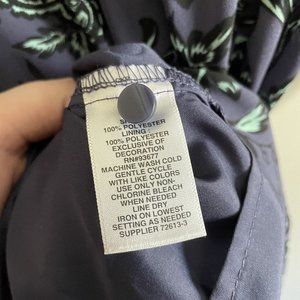 100% POLYESTER
LINING
100% POLYESTER
EXCLUSIVE OF
DECORATION
RN#93677
MACHINE WASH COLD
GENTLE CYCLE
WITH LIKE COLORS
USE ONLY NON-
CHLORINE BLEACH
WHEN NEEDED
LINE DRY
IRON ON LOWEST
SETTING AS NEEDED
SUPPLIER 72613-3